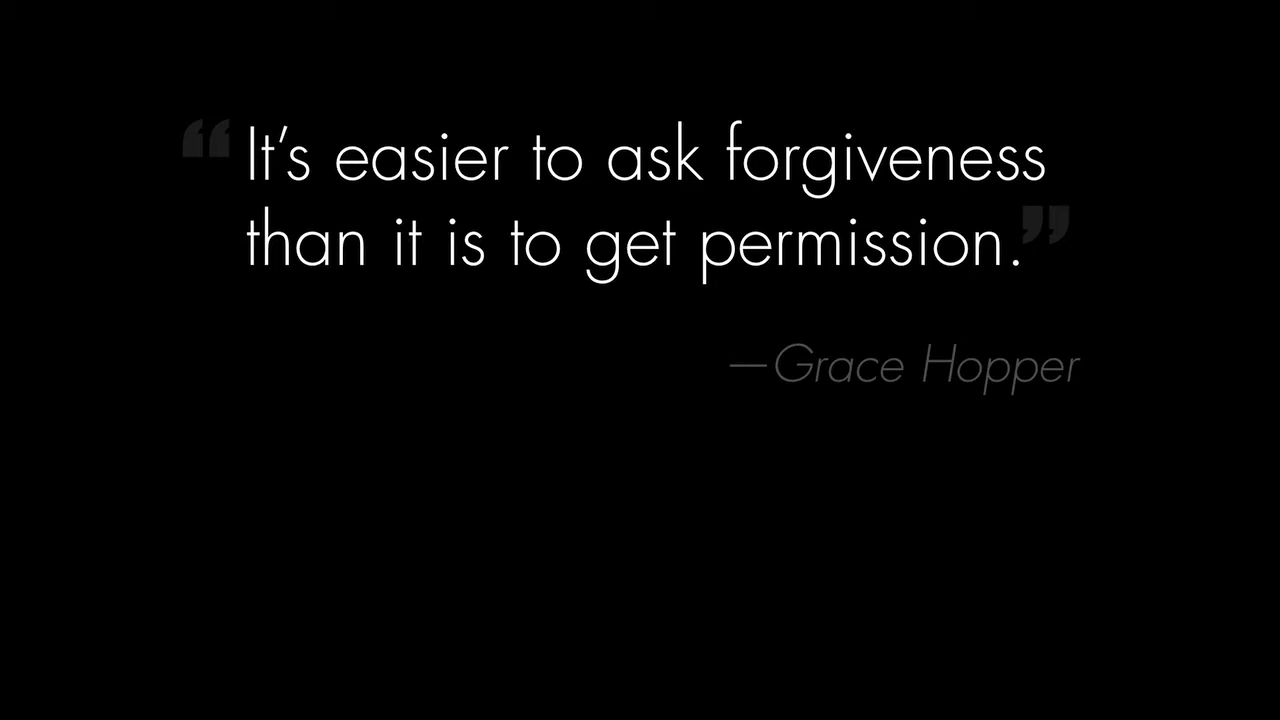 “It’s easier to ask forgiveness
than it is to get permission.”
—Grace Hopper